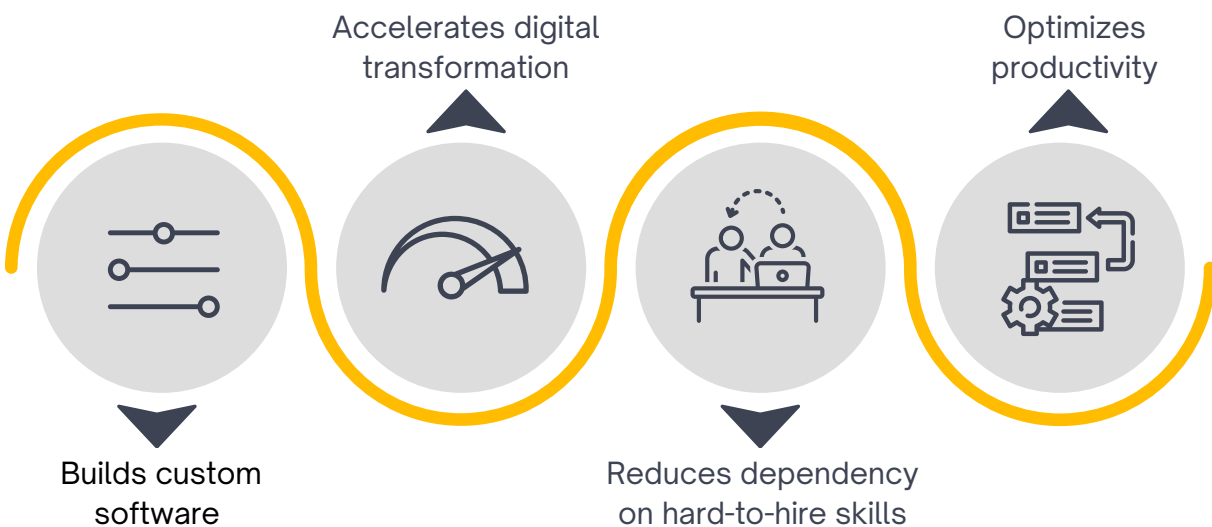 Accelerates digital
transformation
Optimizes
productivity
Builds custom
software
Reduces dependency
on hard-to-hire skills